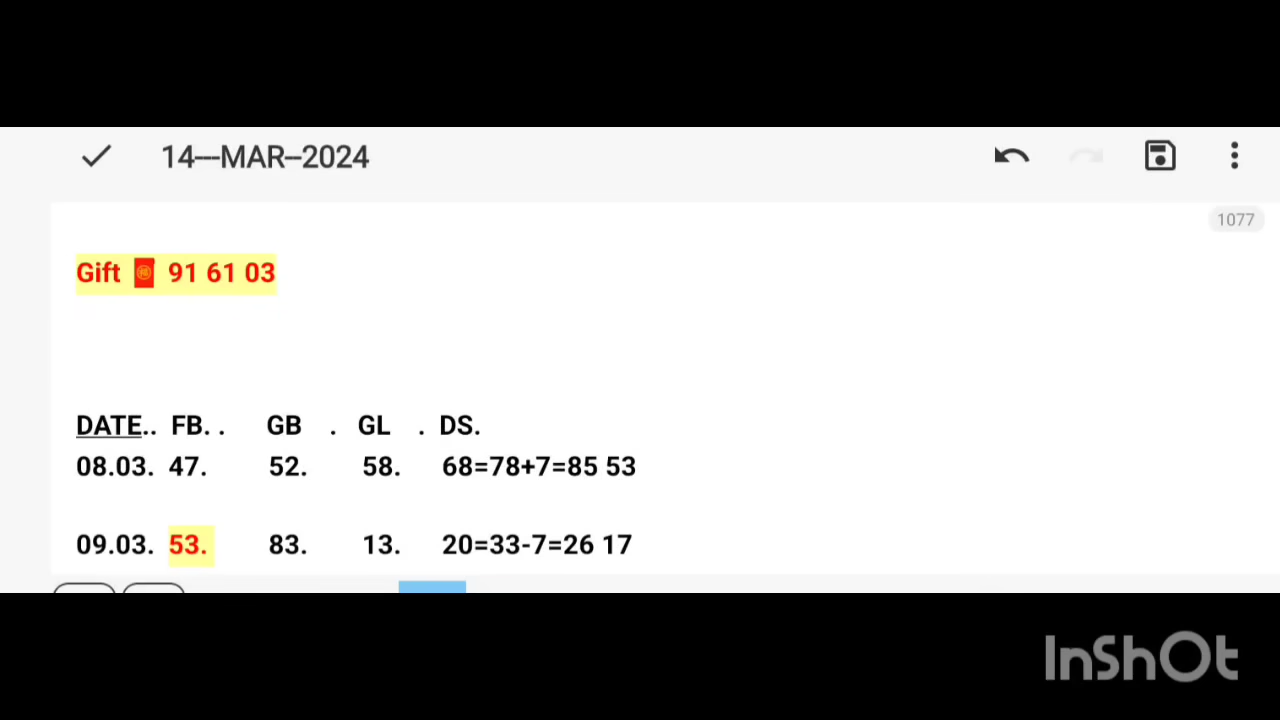 14---MAR--2024
1077
Gift 🧧 91 61 03
DATE.. FB. . GB . GL . DS.
08.03. 47. 52. 58. 68=78+7=85 53
09.03. 53. 83. 13. 20=33-7=26 17
InShOt